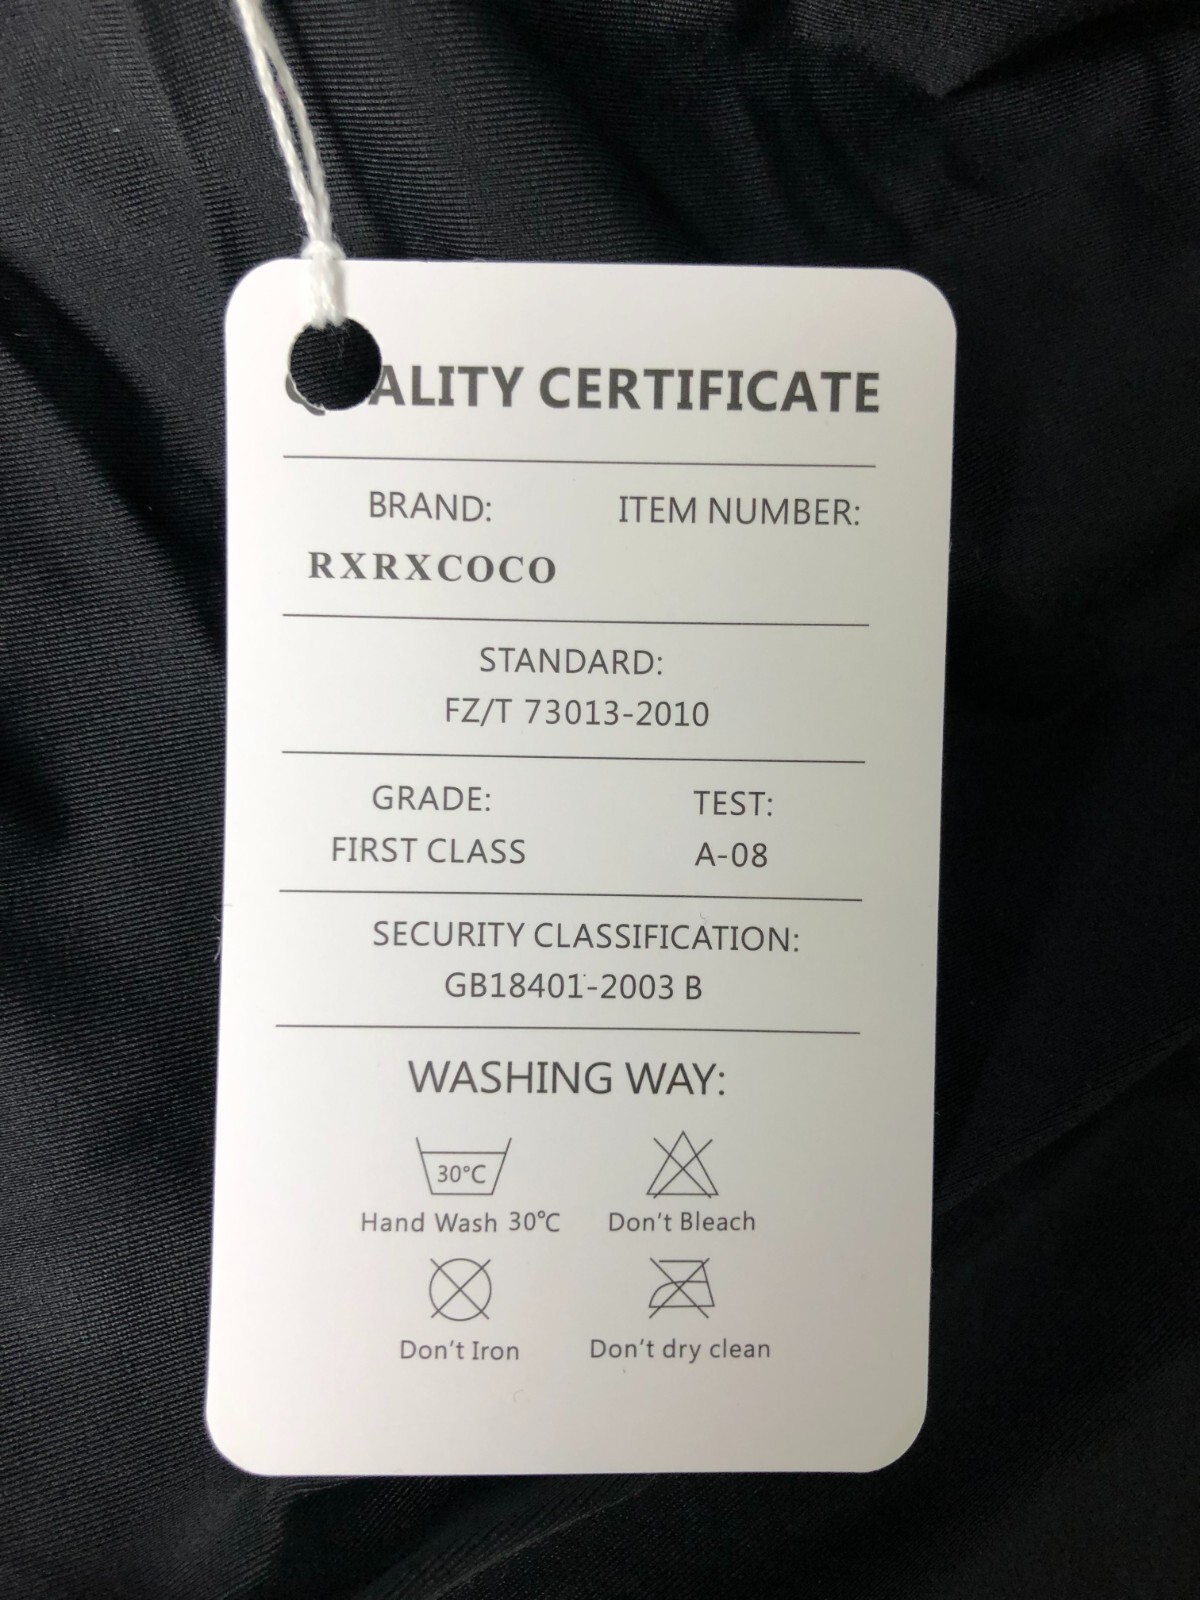 QUALITY CERTIFICATE
BRAND: ITEM NUMBER:
RXRXCOCO
STANDARD:
FZ/T 73013-2010
GRADE: TEST:
FIRST CLASS A-08
SECURITY CLASSIFICATION:
GB18401-2003 B
WASHING WAY:
30°C
Hand Wash 30℃ Don't Bleach
Don't Iron Don't dry clean